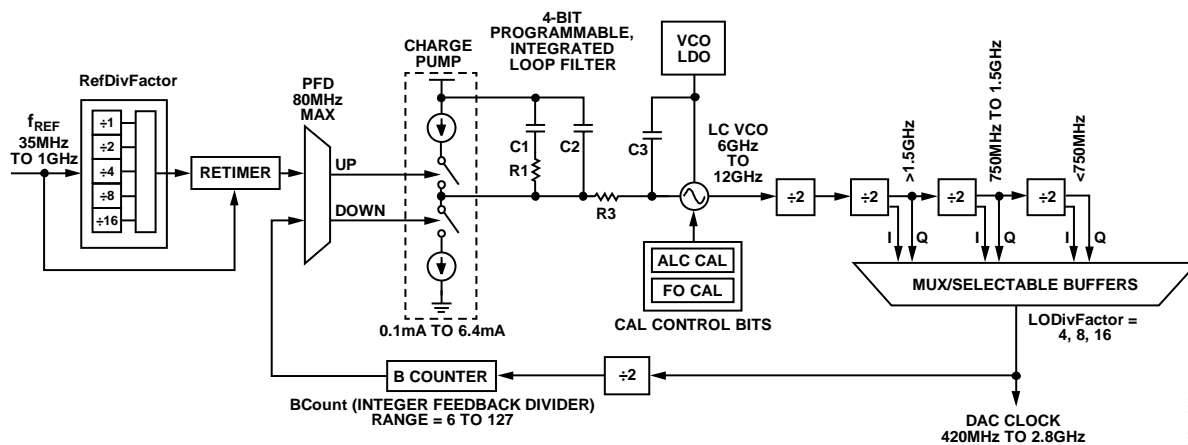 RefDivFactor
fREF
35MHz
TO 1GHz
÷1
÷2
÷4
÷8
÷16
RETIMER
PFD
80MHz
MAX
UP
DOWN
CHARGE
PUMP
0.1mA TO 6.4mA
4-BIT
PROGRAMMABLE,
INTEGRATED
LOOP FILTER
C1
R1
C2
R3
C3
VCO
LDO
LC VCO
6GHz
TO
12GHz
ALC CAL
FO CAL
CAL CONTROL BITS
÷2
÷2
>1.5GHz
÷2
750MHz TO 1.5GHz
÷2
<750MHz
I
Q
I
Q
I
Q
MUX/SELECTABLE BUFFERS
LODivFactor =
4, 8, 16
B COUNTER
÷2
BCount (INTEGER FEEDBACK DIVIDER)
RANGE = 6 TO 127
DAC CLOCK
420MHz TO 2.8GHz